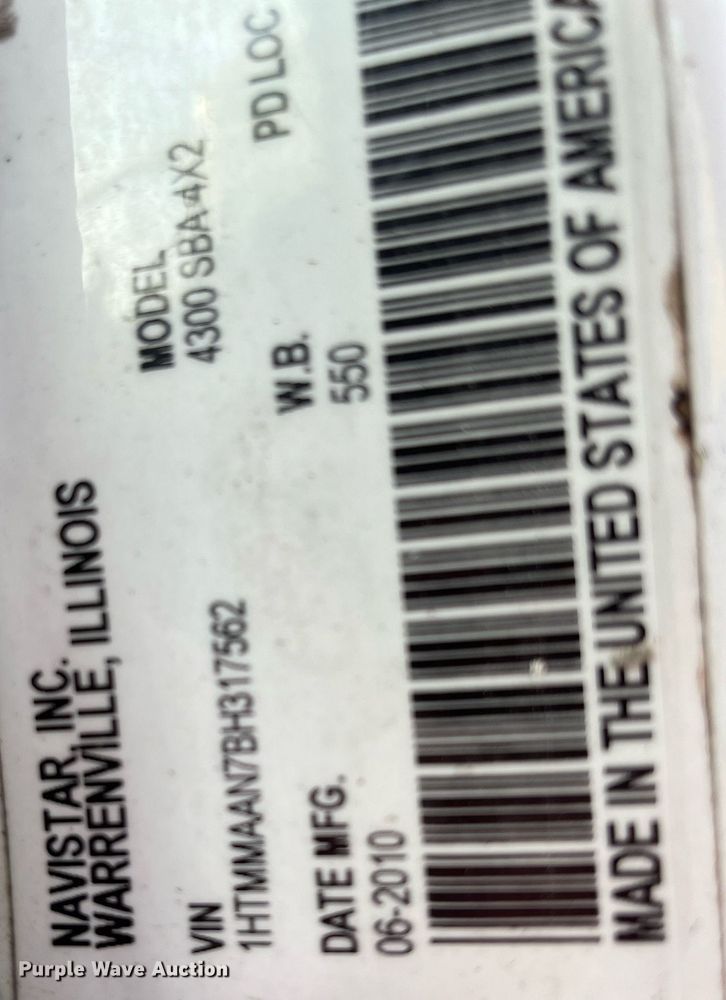 NAVISTAR, INC.
WARRENVILLE, ILLINOIS
MODEL
4300 SBA 4X2
VIN
1HTMMAAN7BH317562
W.B.
550
PD LOC
DATE MFG.
06-2010
MADE IN THE UNITED STATES OF AMERICA
Purple Wave Auction